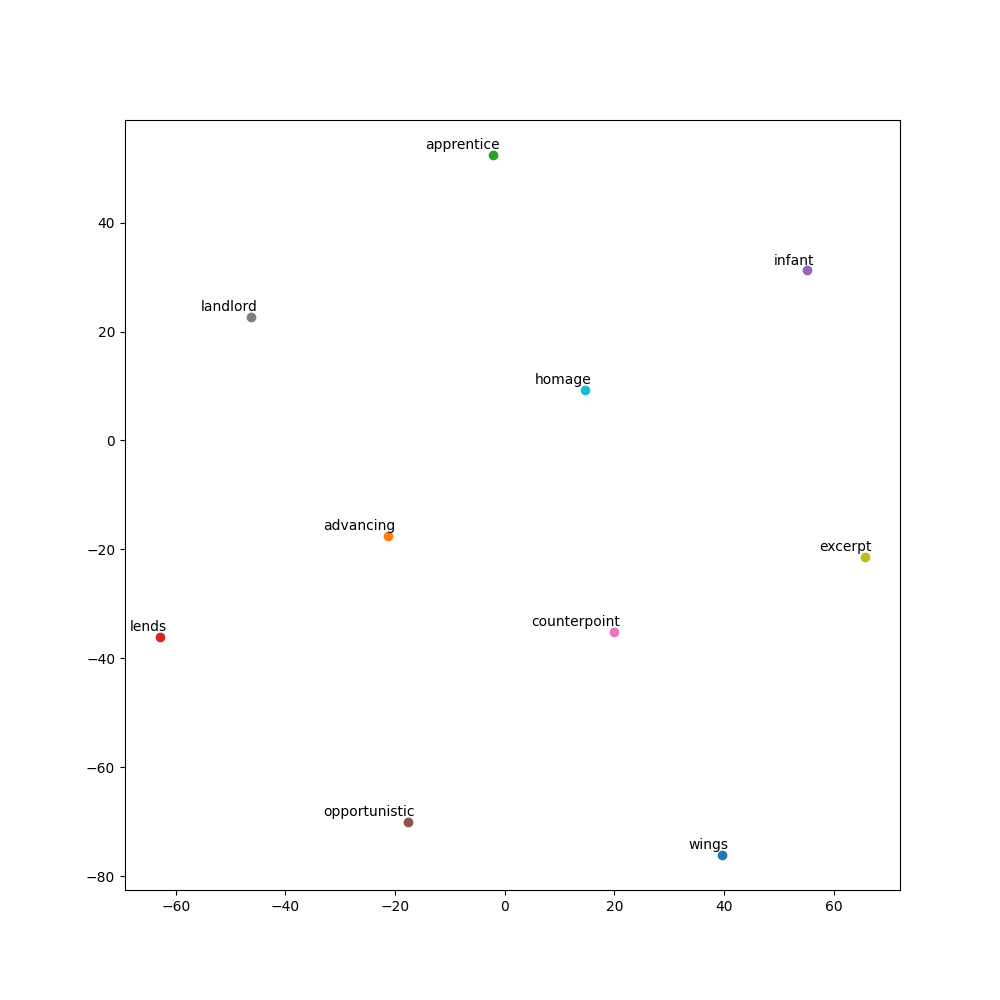 apprentice
40
infant
landlord
20
homage
0
advancing
−20
excerpt
counterpoint
lends
−40
−60
opportunistic
wings
−80
−60
−40
−20
0
20
40
60